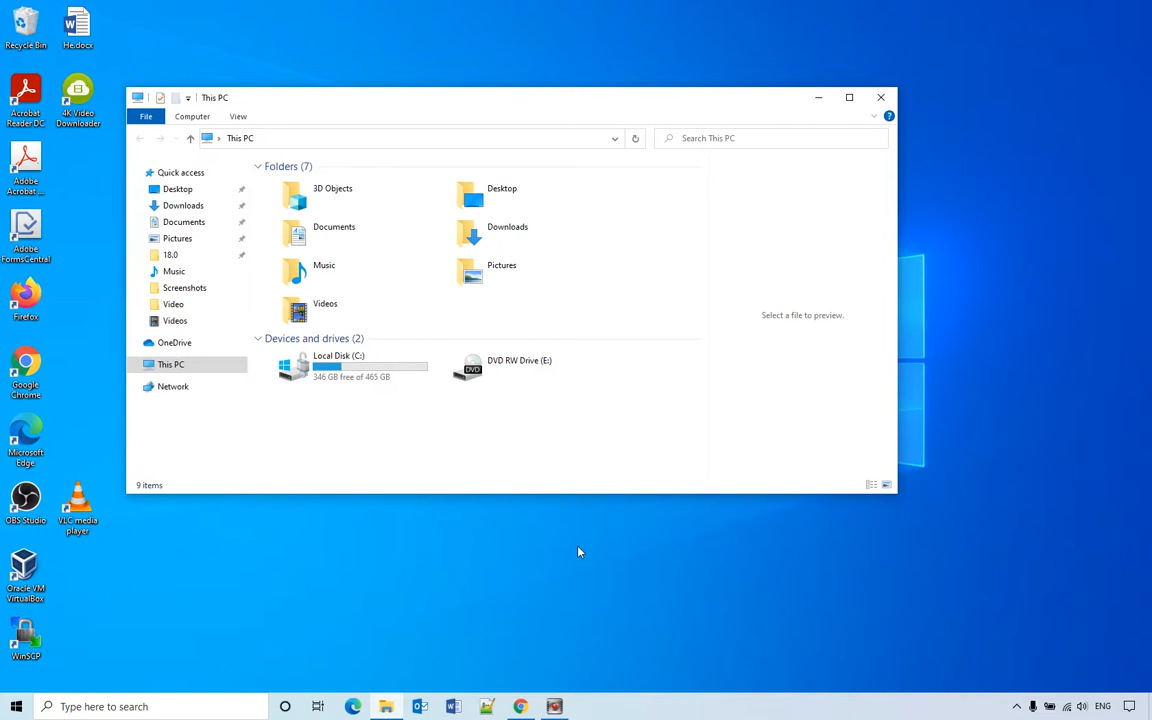 Recycle Bin
He.docx
Acrobat
Reader DC
4K Video
Downloader
Adobe
Acrobat ...
Adobe
FormsCentral
Firefox
Google
Chrome
Microsoft
Edge
OBS Studio
VLC media
player
Oracle VM
VirtualBox
WinSCP
This PC
File
Computer
View
This PC
Search This PC
Quick access
Desktop
Downloads
Documents
Pictures
18.0
Music
Screenshots
Video
Videos
OneDrive
This PC
Network
Folders (7)
3D Objects
Desktop
Documents
Downloads
Music
Pictures
Videos
Devices and drives (2)
Local Disk (C:)
346 GB free of 465 GB
DVD
DVD RW Drive (E:)
Select a file to preview.
9 items
Type here to search
ENG